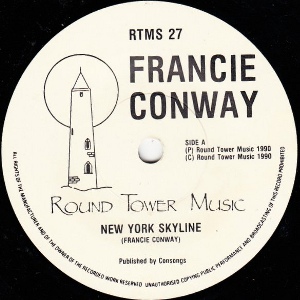 RTMS 27
FRANCIE
CONWAY
SIDE A
(P) Round Tower Music 1990
(C) Round Tower Music 1990
ROUND TOWER MUSIC
NEW YORK SKYLINE
(FRANCIE CONWAY)
Published by Consongs
ALL RIGHTS OF THE MANUFACTURER AND OF THE OWNER OF THE RECORDED WORK RESERVED UNAUTHORISED COPYING PUBLIC PERFORMANCE AND BROADCASTING OF THIS RECORD PROHIBITED